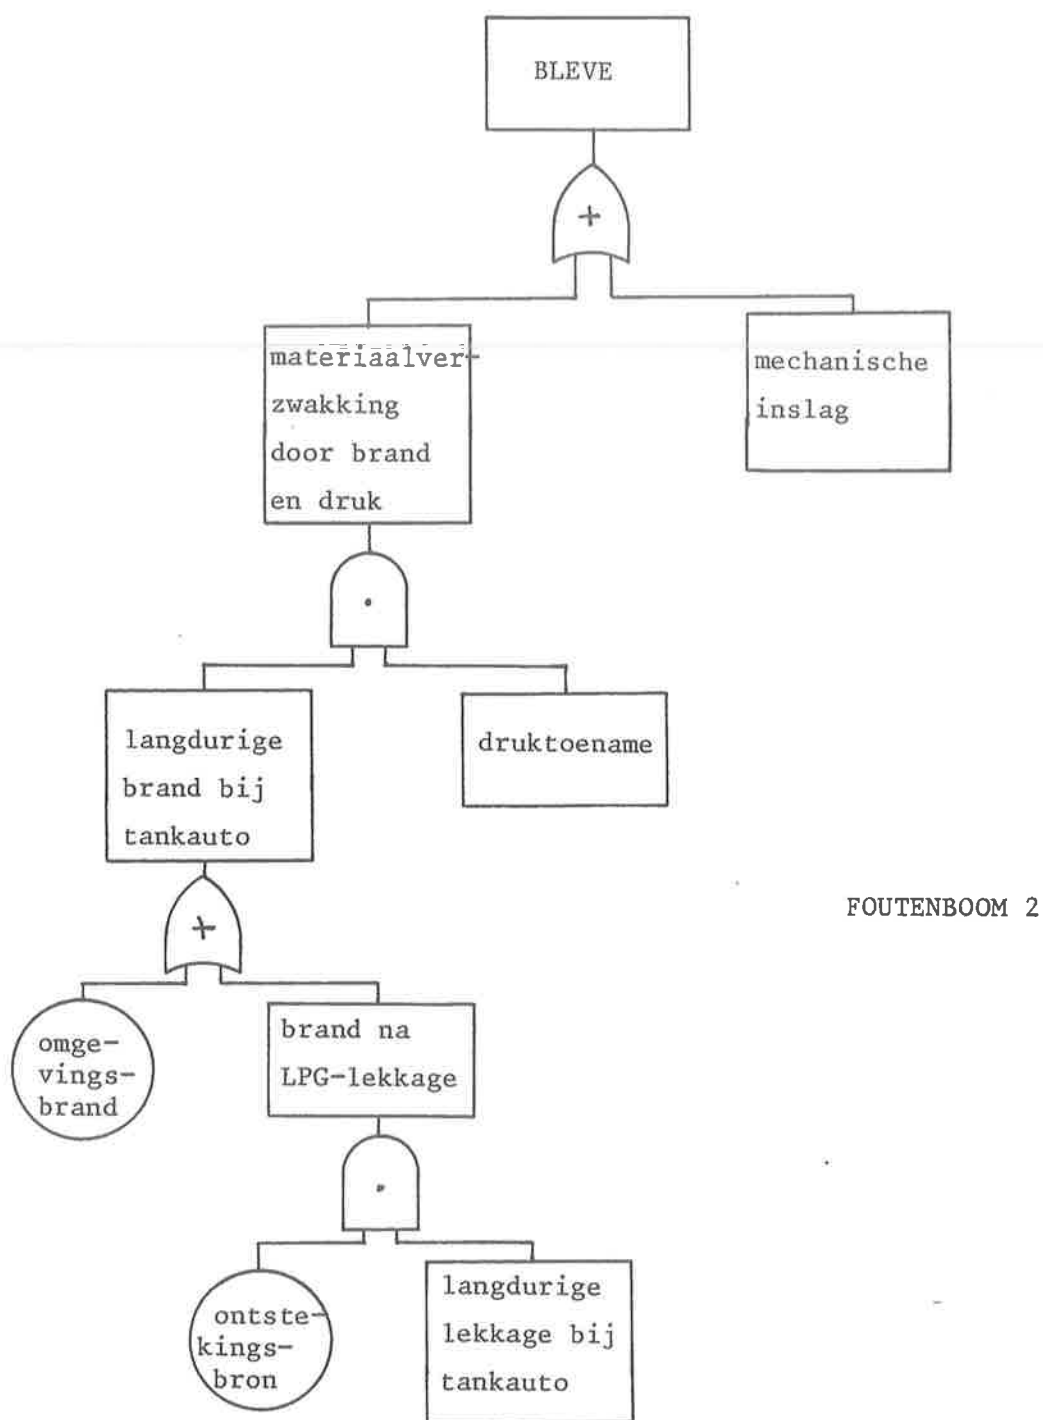 BLEVE
+
materiaalver-
zwakking
door brand
en druk
mechanische
inslag
.
langdurige
brand bij
tankauto
druktoename
FOUTENBOOM 2
+
omge-
vings-
brand
brand na
LPG-lekkage
.
ontste-
kings-
bron
langdurige
lekkage bij
tankauto